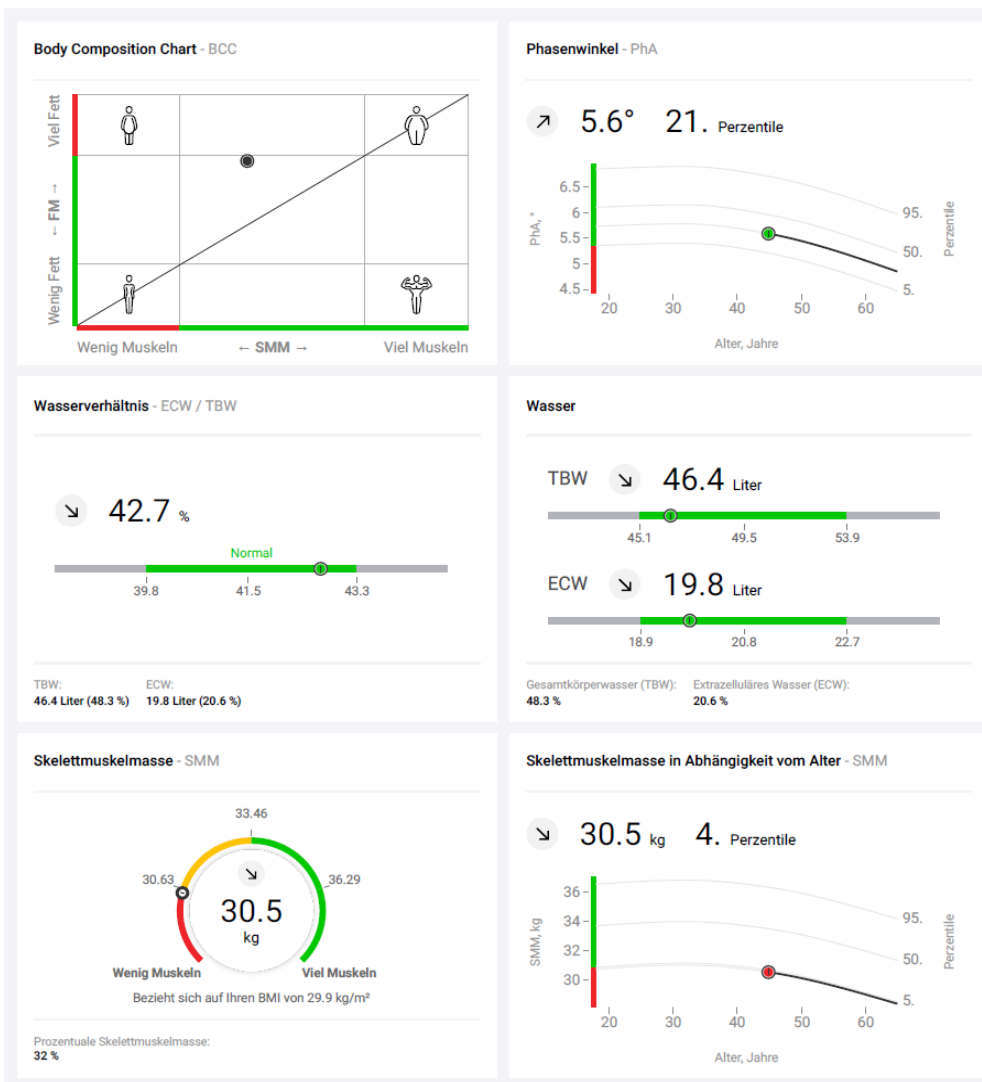 Body Composition Chart - BCC
Viel Fett
← FM →
Wenig Fett
Wenig Muskeln
← SMM →
Viel Muskeln
Phasenwinkel - PhA
5.6° 21. Perzentile
PhA, °
6.5
6
5.5
5
4.5
95.
50.
5.
Perzentile
20 30 40 50 60
Alter, Jahre
Wasserverhältnis - ECW / TBW
42.7 %
Normal
39.8 41.5 43.3
TBW: ECW:
46.4 Liter (48.3 %) 19.8 Liter (20.6 %)
Wasser
TBW 46.4 Liter
45.1 49.5 53.9
ECW 19.8 Liter
18.9 20.8 22.7
Gesamtkörperwasser (TBW): Extrazelluläres Wasser (ECW):
48.3 % 20.6 %
Skelettmuskelmasse - SMM
33.46
30.63 36.29
30.5
kg
Wenig Muskeln Viel Muskeln
Bezieht sich auf Ihren BMI von 29.9 kg/m²
Prozentuale Skelettmuskelmasse:
32 %
Skelettmuskelmasse in Abhängigkeit vom Alter - SMM
30.5 kg 4. Perzentile
SMM, kg
36
34
32
30
95.
50.
5.
Perzentile
20 30 40 50 60
Alter, Jahre